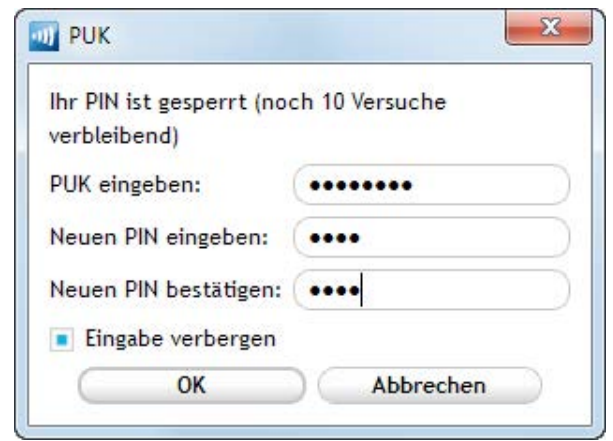 PUK
Ihr PIN ist gesperrt (noch 10 Versuche
verbleibend)
PUK eingeben: ••••••••
Neuen PIN eingeben: ••••
Neuen PIN bestätigen: ••••
Eingabe verbergen
OK Abbrechen